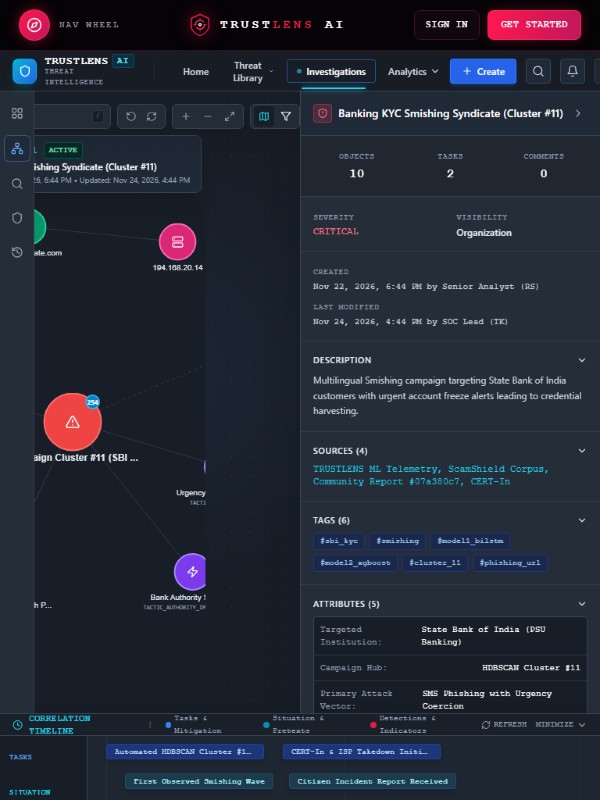 NAV WHEEL
TRUSTLENS AI
SIGN IN
GET STARTED
TRUSTLENS AI
THREAT
INTELLIGENCE
Home
Threat
Library
Investigations
Analytics
+ Create
/
ACTIVE
ishing Syndicate (Cluster #11)
26, 6:44 PM • Updated: Nov 24, 2026, 4:44 PM
ate.com
194.168.20.14
254
aign Cluster #11 (SBI ...
Urgency
TACTI
Bank Authority
TACTIC_AUTHORITY_IM
h P...
Banking KYC Smishing Syndicate (Cluster #11)
OBJECTS
TASKS
COMMENTS
10
2
0
SEVERITY
VISIBILITY
CRITICAL
Organization
CREATED
Nov 22, 2026, 6:44 PM by Senior Analyst (RS)
LAST MODIFIED
Nov 24, 2026, 4:44 PM by SOC Lead (TK)
DESCRIPTION
Multilingual Smishing campaign targeting State Bank of India
customers with urgent account freeze alerts leading to credential
harvesting.
SOURCES (4)
TRUSTLENS ML Telemetry, ScamShield Corpus,
Community Report #07a380c7, CERT-In
TAGS (6)
#sbi_kyc
#smishing
#model1_bilstm
#model2_xgboost
#cluster_11
#phishing_url
ATTRIBUTES (5)
Targeted
Institution:
State Bank of India (PSU
Banking)
Campaign Hub:
HDBSCAN Cluster #11
Primary Attack
Vector:
SMS Phishing with Urgency
Coercion
CORRELATION
TIMELINE
Tasks &
Mitigation
Situation &
Pretexts
Detections &
Indicators
REFRESH
MINIMIZE
TASKS
Automated HDBSCAN Cluster #1...
CERT-In & ISP Takedown Initi...
SITUATION
First Observed Smishing Wave
Citizen Incident Report Received